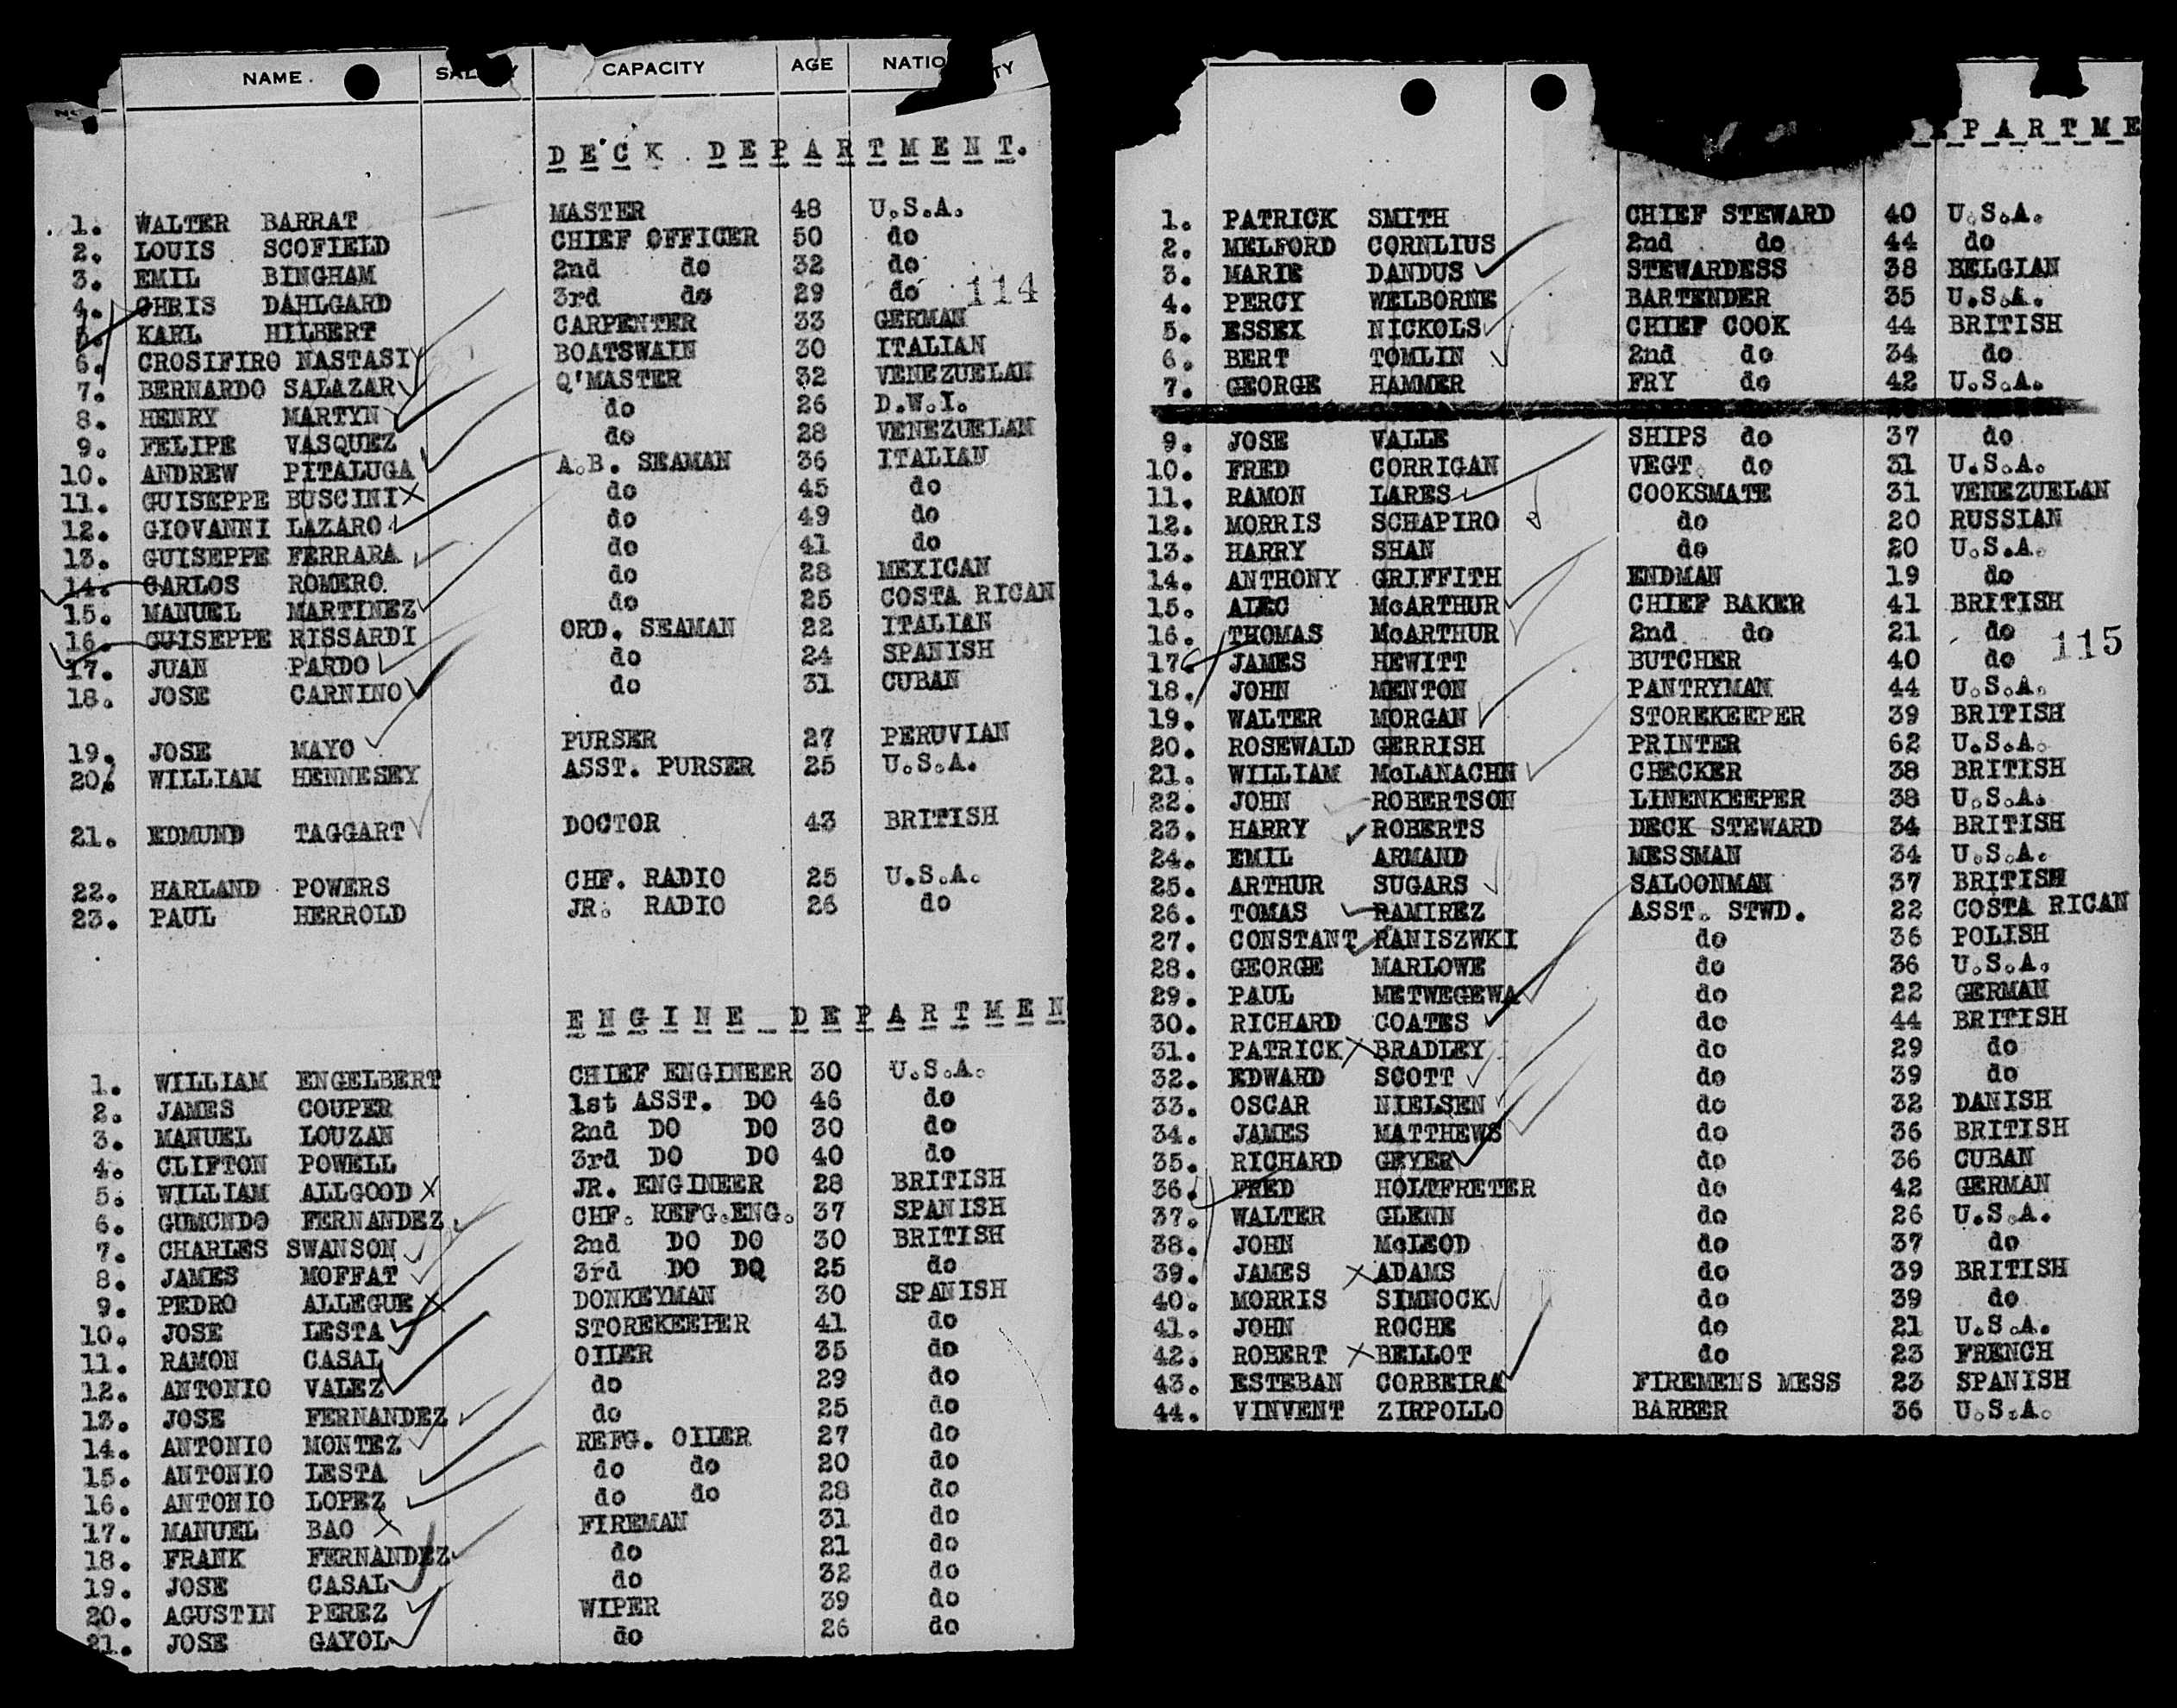 NAME. CAPACITY AGE
DECK DEPARTMENT.
1. WALTER BARRAT MASTER 48 U.S.A.
2. LOUIS SCOFIELD CHIEF OFFICER 50 do
3. EMIL BINGHAM 2nd do 32 do
4. CHRIS DAHLGARD 3rd do 29 do 114
5. KARL HILBERT CARPENTER 33 GERMAN
6. CROSIFIRO NASTASI BOATSWAIN 30 ITALIAN
7. BERNARDO SALAZAR Q'MASTER 32 VENEZUELAN
8. HENRY MARTYN do 26 D.W.I.
9. FELIPE VASQUEZ do 28 VENEZUELAN
10. ANDREW PITALUGA A.B. SEAMAN 36 ITALIAN
11. GUISEPPE BUSCINI do 45 do
12. GIOVANNI LAZARO do 49 do
13. GUISEPPE FERRARA do 41 do
14. CARLOS ROMERO. do 28 MEXICAN
15. MANUEL MARTINEZ do 25 COSTA RICAN
16. GUISEPPE RISSARDI ORD. SEAMAN 22 ITALIAN
17. JUAN PARDO do 24 SPANISH
18. JOSE CARNINO do 31 CUBAN
19. JOSE MAYO PURSER 27 PERUVIAN
20. WILLIAM HENNESEY ASST. PURSER 25 U.S.A.
21. EDMUND TAGGART DOCTOR 43 BRITISH
22. HARLAND POWERS CHF. RADIO 25 U.S.A.
23. PAUL HERROLD JR. RADIO 26 do
ENGINE DEPARTMEN
1. WILLIAM ENGELBERT CHIEF ENGINEER 30 U.S.A.
2. JAMES COUPER 1st ASST. DO 46 do
3. MANUEL LOUZAN 2nd DO DO 30 do
4. CLIFTON POWELL 3rd DO DO 40 do
5. WILLIAM ALLGOOD JR. ENGINEER 28 BRITISH
6. GUMCNDO FERNANDEZ CHF. REFG.ENG. 37 SPANISH
7. CHARLES SWANSON 2nd DO DO 30 BRITISH
8. JAMES MOFFAT 3rd DO DO 25 do
9. PEDRO ALLEGUE DONKEYMAN 30 SPANISH
10. JOSE LESTA STOREKEEPER 41 do
11. RAMON CASAL OILER 35 do
12. ANTONIO VALEZ do 29 do
13. JOSE FERNANDEZ do 25 do
14. ANTONIO MONTEZ REFG. OILER 27 do
15. ANTONIO LESTA do do 20 do
16. ANTONIO LOPEZ do do 28 do
17. MANUEL BAO FIREMAN 31 do
18. FRANK FERNANDEZ do 21 do
19. JOSE CASAL do 32 do
20. AGUSTIN PEREZ WIPER 39 do
21. JOSE GAYOL do 26 do
PARTME
1. PATRICK SMITH CHIEF STEWARD 40 U.S.A.
2. MELFORD CORNLIUS 2nd do 44 do
3. MARIE DANDUS STEWARDESS 38 BELGIAN
4. PERCY WELBORNE BARTENDER 35 U.S.A.
5. ESSEX NICKOLS CHIEF COOK 44 BRITISH
6. BERT TOMLIN 2nd do 34 do
7. GEORGE HAMMER FRY do 42 U.S.A.
9. JOSE VALLE SHIPS do 37 do
10. FRED CORRIGAN VEGT. do 31 U.S.A.
11. RAMON LARES COOKSMATE 31 VENEZUELAN
12. MORRIS SCHAPIRO do 20 RUSSIAN
13. HARRY SHAN do 20 U.S.A.
14. ANTHONY GRIFFITH ENDMAN 19 do
15. ALEC McARTHUR CHIEF BAKER 41 BRITISH
16. THOMAS McARTHUR 2nd do 21 do 115
17. JAMES HEWITT BUTCHER 40 do
18. JOHN MENTON PANTRYMAN 44 U.S.A.
19. WALTER MORGAN STOREKEEPER 39 BRITISH
20. ROSEWALD GERRISH PRINTER 62 U.S.A.
21. WILLIAM McLANACHN CHECKER 38 BRITISH
22. JOHN ROBERTSON LINENKEEPER 38 U.S.A.
23. HARRY ROBERTS DECK STEWARD 34 BRITISH
24. EMIL ARMAND MESSMAN 34 U.S.A.
25. ARTHUR SUGARS SALOONMAN 37 BRITISH
26. TOMAS RAMIREZ ASST. STWD. 22 COSTA RICAN
27. CONSTANT RANISZWKI do 36 POLISH
28. GEORGE MARLOWE do 36 U.S.A.
29. PAUL METWEGEWA do 22 GERMAN
30. RICHARD COATES do 44 BRITISH
31. PATRICK BRADLEY do 29 do
32. EDWARD SCOTT do 39 do
33. OSCAR NIELSEN do 32 DANISH
34. JAMES MATTHEWS do 36 BRITISH
35. RICHARD GEYER do 36 CUBAN
36. FRED HOLTFRETER do 42 GERMAN
37. WALTER GLENN do 26 U.S.A.
38. JOHN McLEOD do 37 do
39. JAMES ADAMS do 39 BRITISH
40. MORRIS SIMNOCK do 39 do
41. JOHN ROCHE do 21 U.S.A.
42. ROBERT BELLOT do 23 FRENCH
43. ESTEBAN CORBEIRA FIREMENS MESS 23 SPANISH
44. VINVENT ZIRPOLLO BARBER 36 U.S.A.